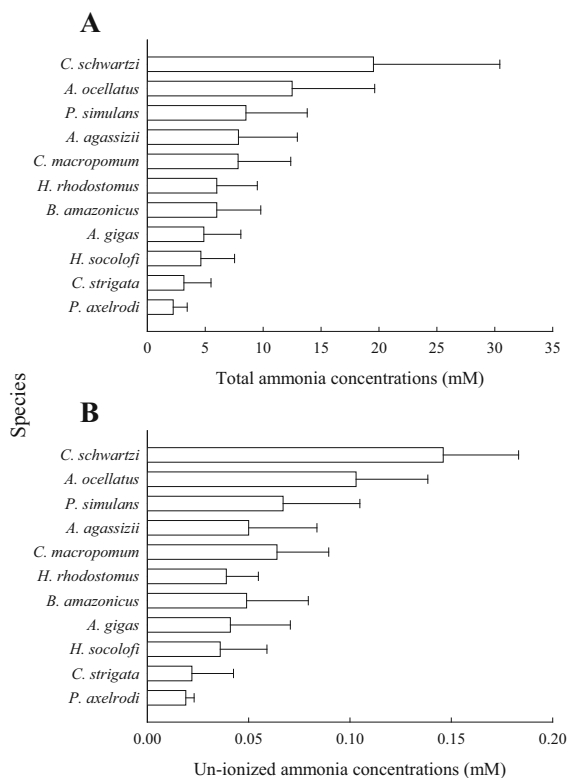 A
C. schwartzi
A. ocellatus
P. simulans
A. agassizii
C. macropomum
H. rhodostomus
B. amazonicus
A. gigas
H. socolofi
C. strigata
P. axelrodi
0 5 10 15 20 25 30 35
Total ammonia concentrations (mM)
Species
B
C. schwartzi
A. ocellatus
P. simulans
A. agassizii
C. macropomum
H. rhodostomus
B. amazonicus
A. gigas
H. socolofi
C. strigata
P. axelrodi
0.00 0.05 0.10 0.15 0.20
Un-ionized ammonia concentrations (mM)